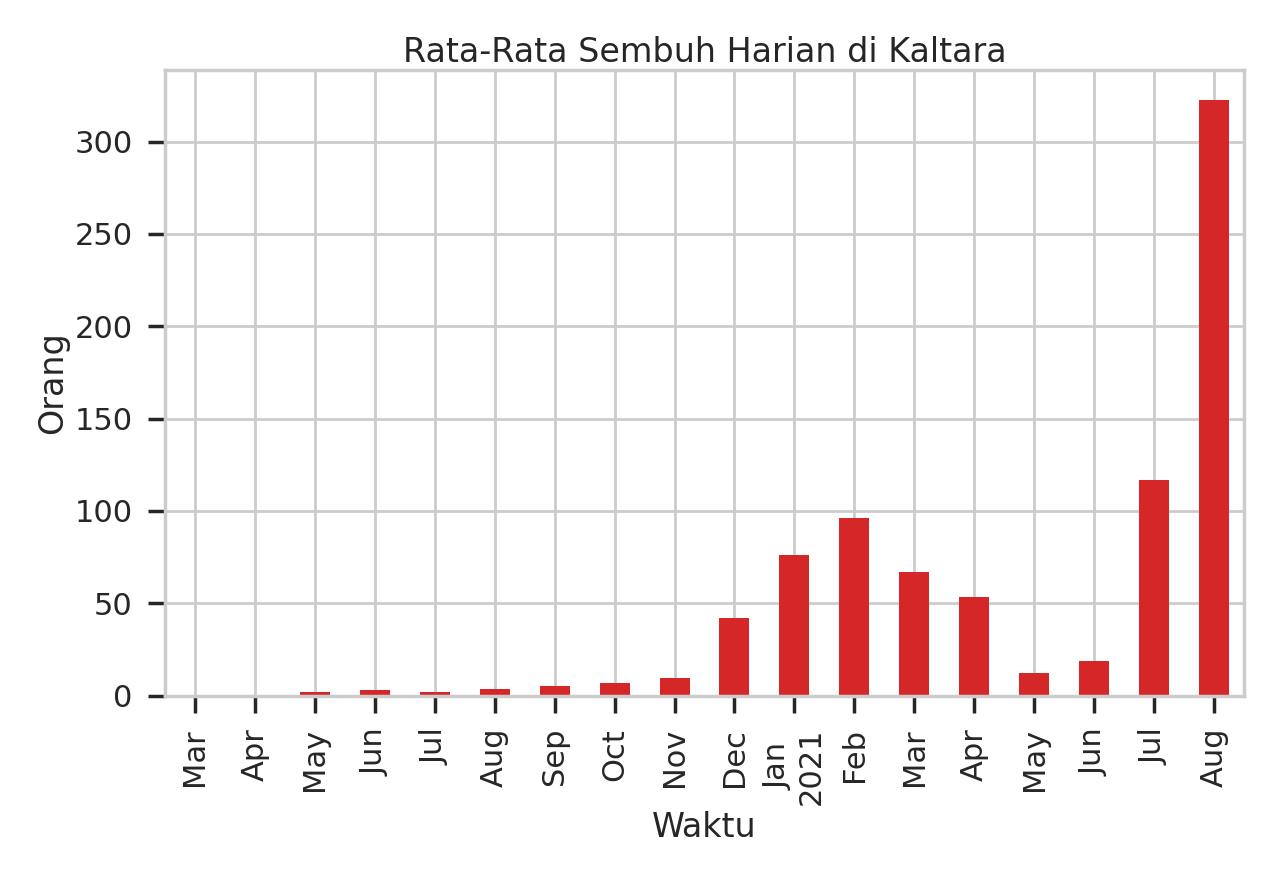 Rata-Rata Sembuh Harian di Kaltara
300
250
200
150
100
50
0
Orang
Mar
Apr
May
Jun
Jul
Aug
Sep
Oct
Nov
Dec
Jan
2021
Feb
Mar
Apr
May
Jun
Jul
Aug
Waktu